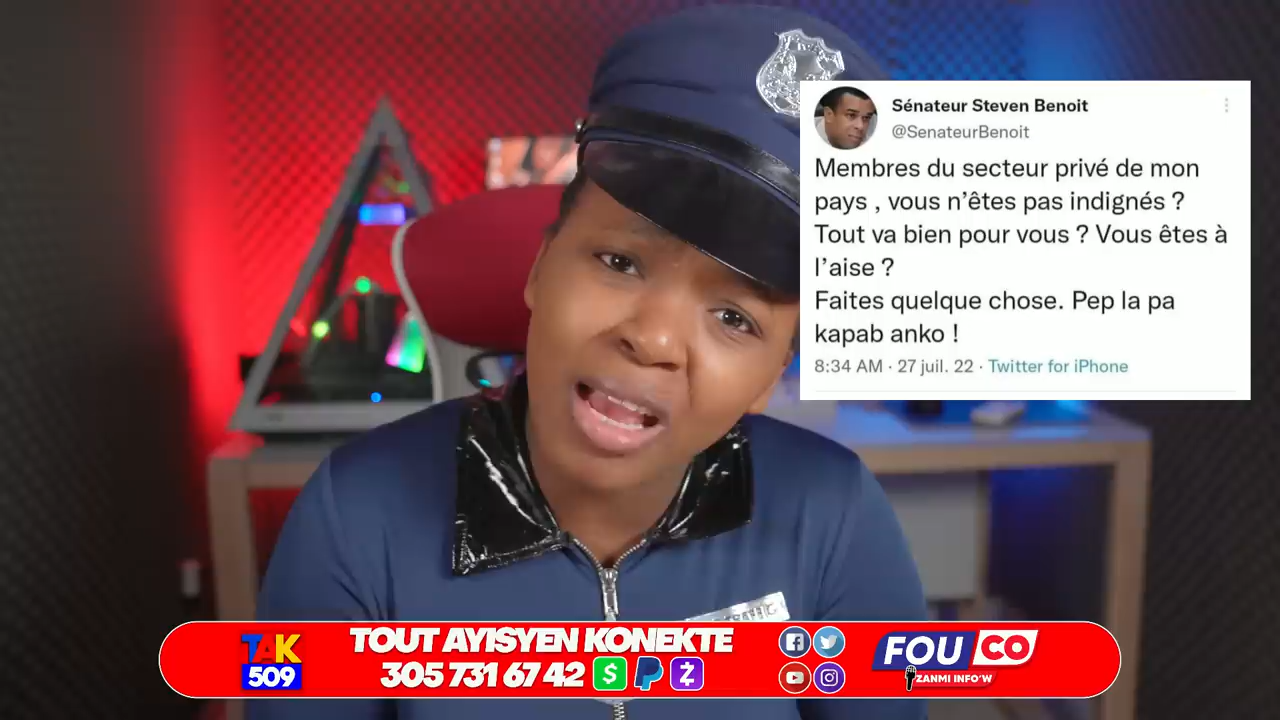 Sénateur Steven Benoit
@SenateurBenoit
Membres du secteur privé de mon
pays , vous n’êtes pas indignés ?
Tout va bien pour vous ? Vous êtes à
l’aise ?
Faites quelque chose. Pep la pa
kapab anko !
8:34 AM · 27 juil. 22 · Twitter for iPhone
TAK
509
TOUT AYISYEN KONEKTE
305 731 67 42
FOU CO
ZANMI INFO’W